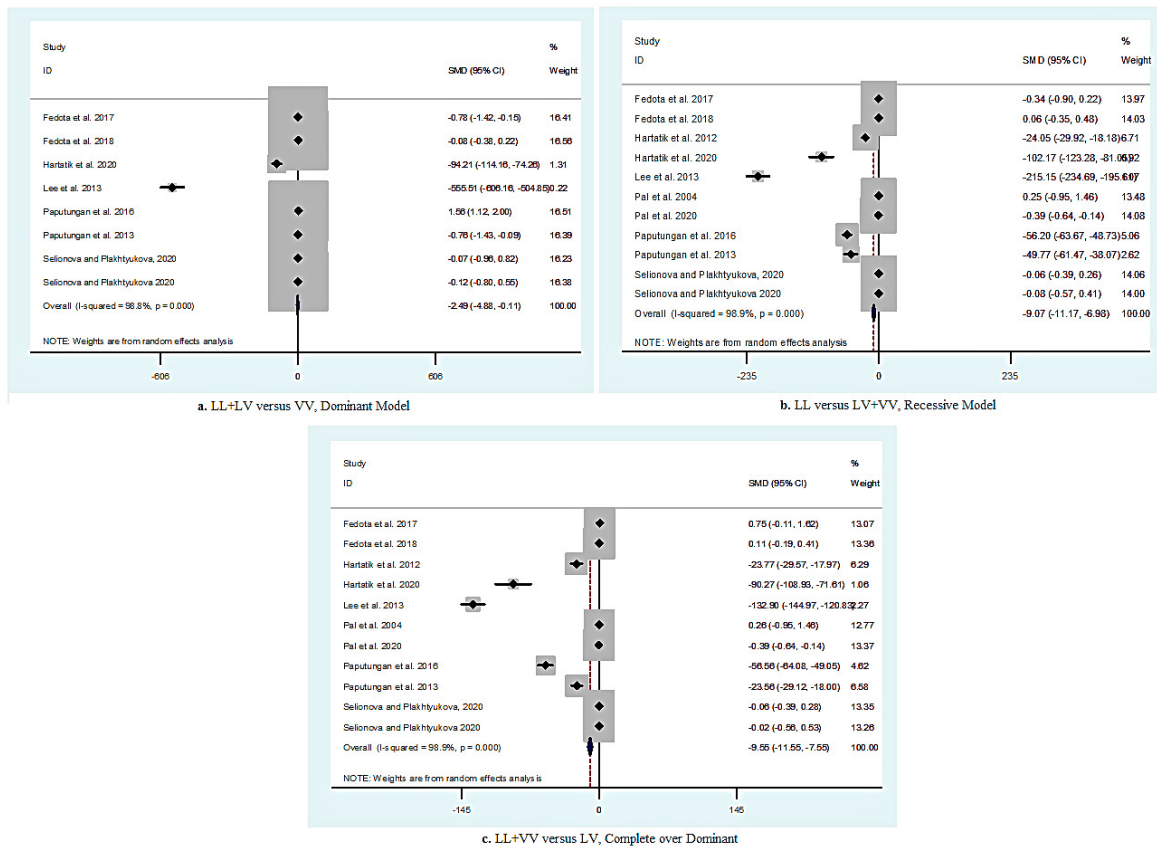 Study %
ID SMD (95% CI) Weight
Fedota et al. 2017 -0.78 (-1.42, -0.15) 16.41
Fedota et al. 2018 -0.08 (-0.38, 0.22) 16.56
Hartatik et al. 2020 -94.21 (-114.16, -74.26) 1.31
Lee et al. 2013 -555.51 (-606.16, -504.85) 0.22
Paputungan et al. 2016 1.56 (1.12, 2.00) 16.51
Paputungan et al. 2013 -0.76 (-1.43, -0.09) 16.39
Selionova and Plakhtyukova, 2020 -0.07 (-0.96, 0.82) 16.23
Selionova and Plakhtyukova 2020 -0.12 (-0.80, 0.55) 16.38
Overall (I-squared = 98.8%, p = 0.000) -2.49 (-4.88, -0.11) 100.00
NOTE: Weights are from random effects analysis
-606 0 606
a. LL+LV versus VV, Dominant Model
Study %
ID SMD (95% CI) Weight
Fedota et al. 2017 -0.34 (-0.90, 0.22) 13.97
Fedota et al. 2018 0.06 (-0.35, 0.48) 14.03
Hartatik et al. 2012 -24.05 (-29.92, -18.18) 6.71
Hartatik et al. 2020 -102.17 (-123.28,
Lee et al. 2013 -215.15 (-234.69,
Pal et al. 2004 0.25 (-0.95, 1.46) 13.48
Pal et al. 2020 -0.39 (-0.64, -0.14) 14.08
Paputungan et al. 2016 -56.20 (-63.67, -48.73) 5.06
Paputungan et al. 2013 -49.77 (-61.47, -38.07) 2.62
Selionova and Plakhtyukova, 2020 -0.06 (-0.39, 0.26) 14.06
Selionova and Plakhtyukova 2020 -0.08 (-0.57, 0.41) 14.00
Overall (I-squared = 98.9%, p = 0.000) -9.07 (-11.17, -6.98) 100.00
NOTE: Weights are from random effects analysis
-235 0 235
b. LL versus LV+VV, Recessive Model
Study %
ID SMD (95% CI) Weight
Fedota et al. 2017 0.75 (-0.11, 1.62) 13.07
Fedota et al. 2018 0.11 (-0.19, 0.41) 13.36
Hartatik et al. 2012 -23.77 (-29.57, -17.97) 6.29
Hartatik et al. 2020 -90.27 (-108.93, -71.61) 1.06
Lee et al. 2013 -132.90 (-144.97,
Pal et al. 2004 0.26 (-0.95, 1.46) 12.77
Pal et al. 2020 -0.39 (-0.64, -0.14) 13.37
Paputungan et al. 2016 -56.56 (-64.08, -49.05) 4.62
Paputungan et al. 2013 -23.56 (-29.12, -18.00) 6.58
Selionova and Plakhtyukova, 2020 -0.06 (-0.39, 0.28) 13.35
Selionova and Plakhtyukova 2020 -0.02 (-0.56, 0.53) 13.26
Overall (I-squared = 98.9%, p = 0.000) -9.55 (-11.55, -7.55) 100.00
NOTE: Weights are from random effects analysis
-145 0 145
c. LL+VV versus LV, Complete over Dominant